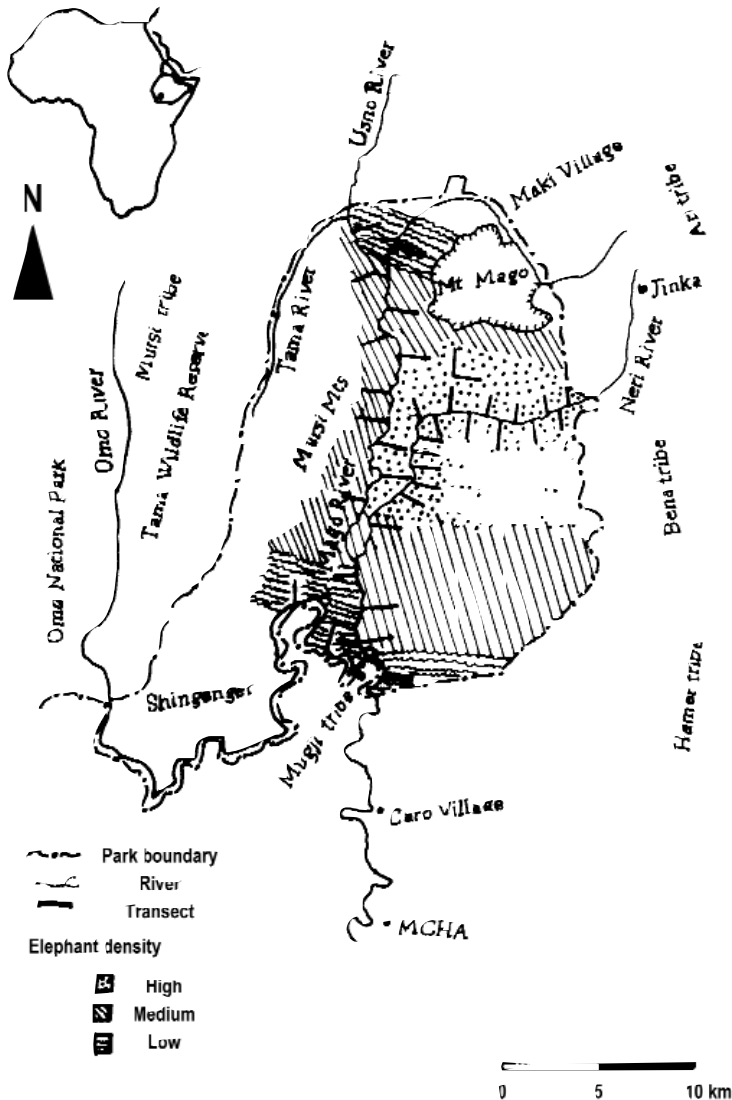 N
Usno River
Maki Village
Ari tribe
Mt Mago
Jinka
Tama River
Neri River
Mursi tribe
Omo River
Tama Wildlife Reserve
Mursi Mts
Mago River
Omo National Park
Bena tribe
Shingenger
Mugji tribe
Hamer tribe
Caro Village
MCHA
Park boundary
River
Transect
Elephant density
High
Medium
Low
0 5 10 km